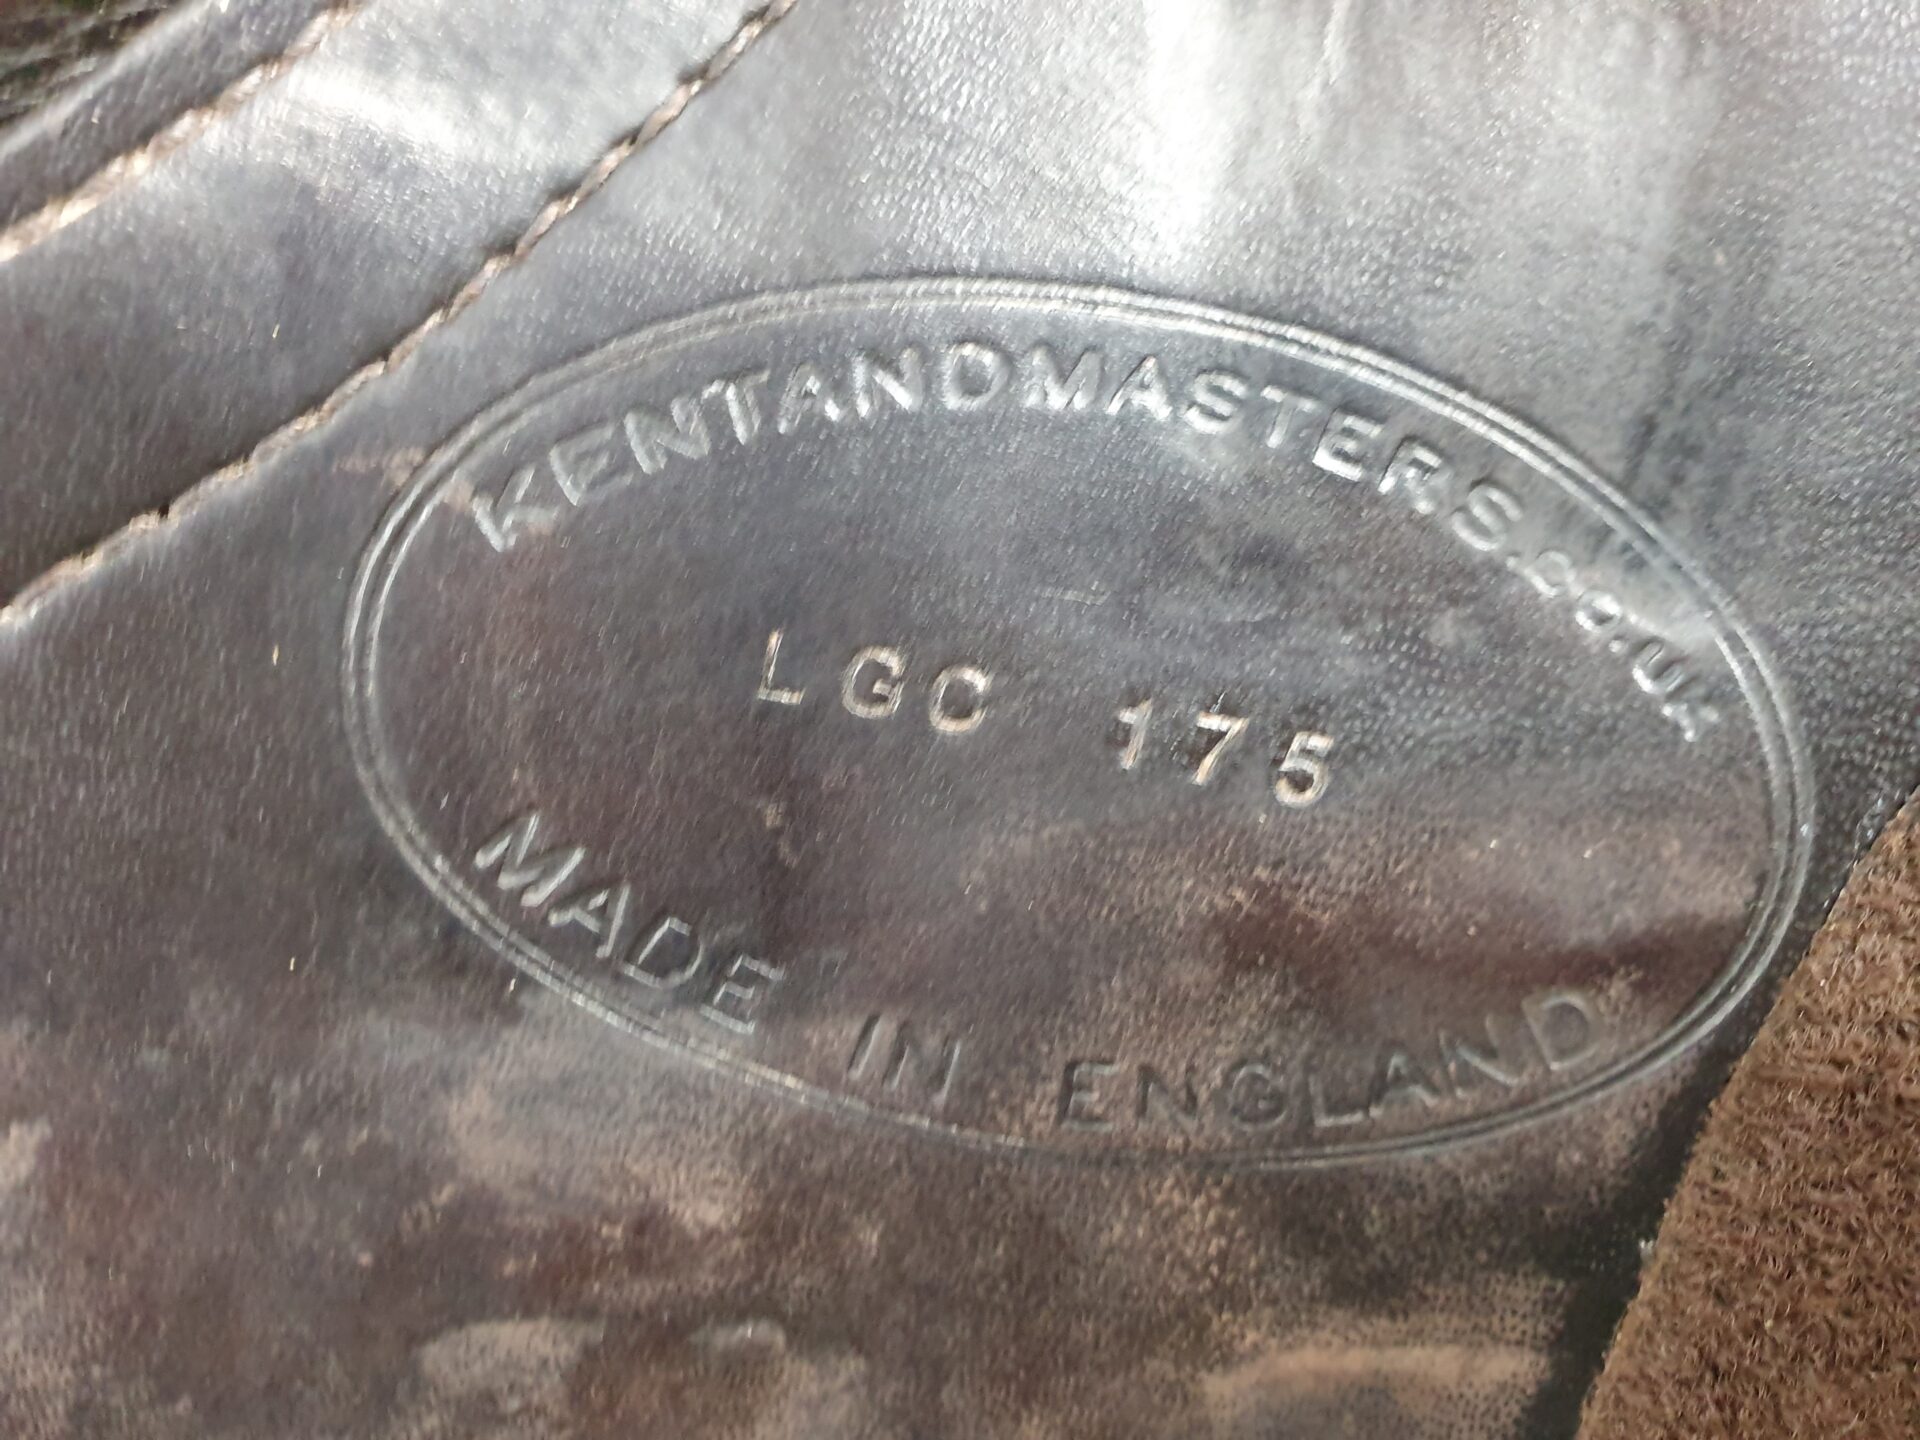 KENTANDMASTERS.co.uk
LGC 175
MADE IN ENGLAND